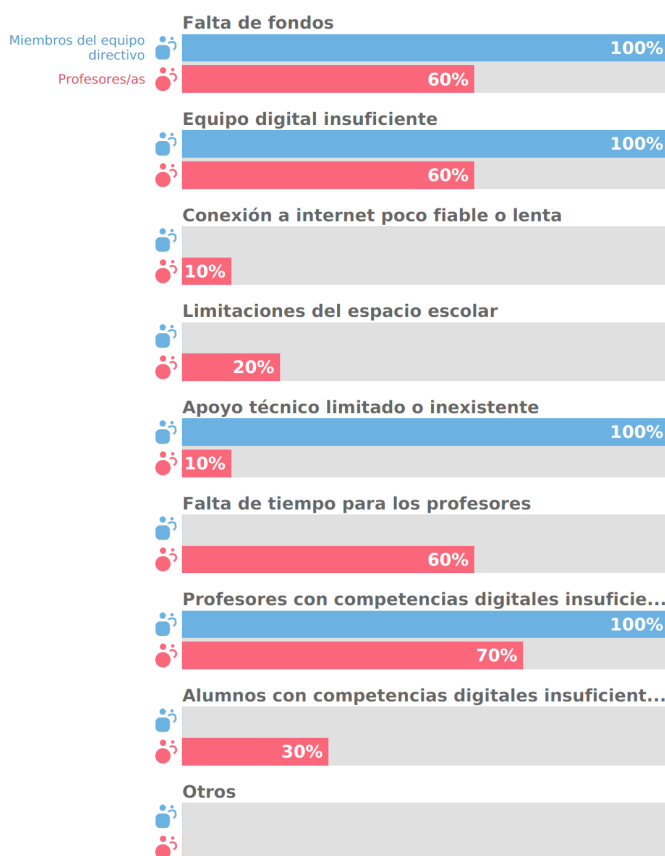 Falta de fondos
Miembros del equipo
directivo
100%
Profesores/as
60%
Equipo digital insuficiente
100%
60%
Conexión a internet poco fiable o lenta
10%
Limitaciones del espacio escolar
20%
Apoyo técnico limitado o inexistente
100%
10%
Falta de tiempo para los profesores
60%
Profesores con competencias digitales insuficie...
100%
70%
Alumnos con competencias digitales insuficient...
30%
Otros